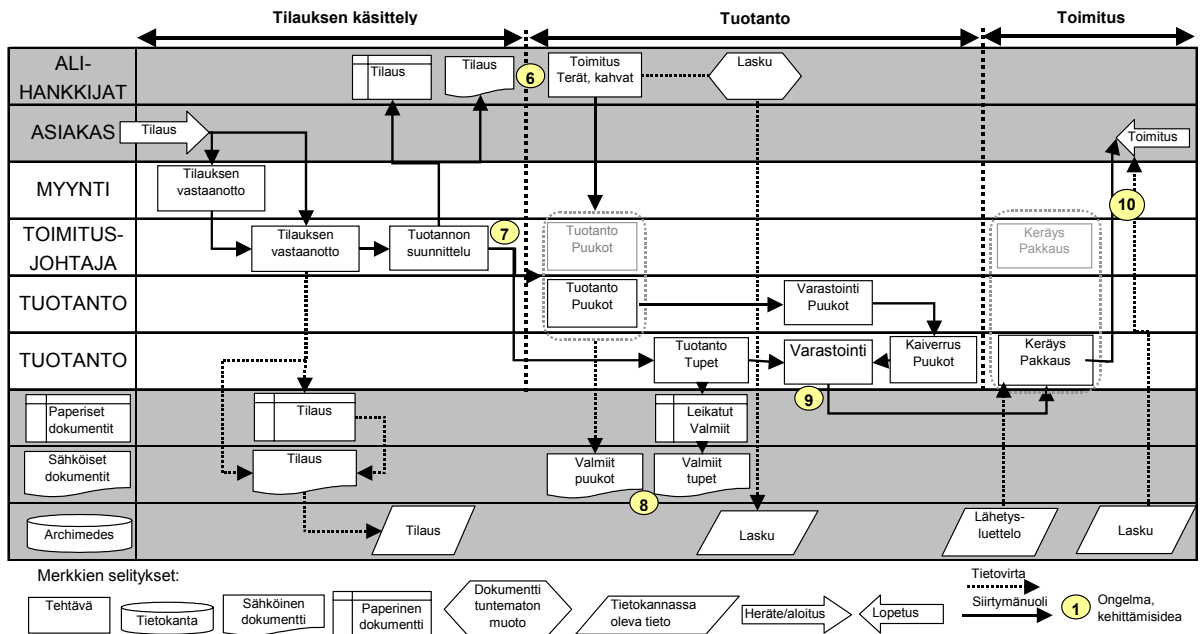 Tilauksen käsittely
Tuotanto
Toimitus
ALI-
HANKKIJAT
Tilaus
Tilaus
6
Toimitus
Terät, kahvat
Lasku
ASIAKAS
Tilaus
Toimitus
MYYNTI
Tilauksen
vastaanotto
10
TOIMITUS-
JOHTAJA
Tilauksen
vastaanotto
Tuotannon
suunnittelu
7
Tuotanto
Puukot
Keräys
Pakkaus
TUOTANTO
Tuotanto
Puukot
Varastointi
Puukot
TUOTANTO
Tuotanto
Tupet
Varastointi
Kaiverrus
Puukot
Keräys
Pakkaus
9
Paperiset
dokumentit
Tilaus
Leikatut
Valmiit
Sähköiset
dokumentit
Tilaus
Valmiit
puukot
Valmiit
tupet
8
Archimedes
Tilaus
Lasku
Lähetys-
luettelo
Lasku
Merkkien selitykset:
Tehtävä
Tietokanta
Sähköinen
dokumentti
Paperinen
dokumentti
Dokumentti
tuntematon
muoto
Tietokannassa
oleva tieto
Heräte/aloitus
Lopetus
Tietovirta
Siirtymänuoli
1
Ongelma,
kehittämisidea